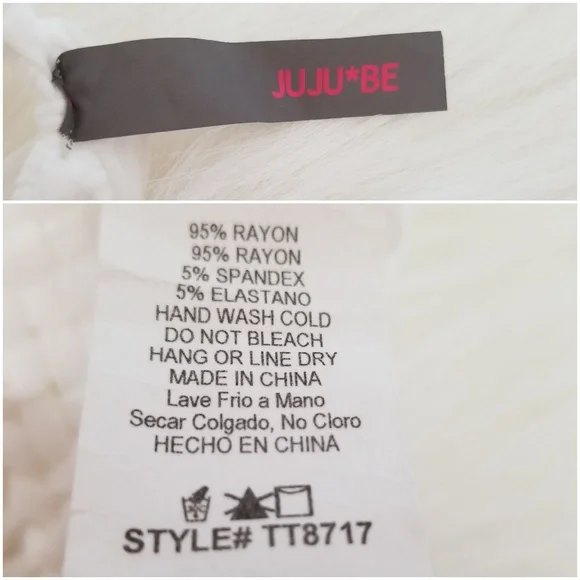 JUJU*BE
95% RAYON
95% RAYON
5% SPANDEX
5% ELASTANO
HAND WASH COLD
DO NOT BLEACH
HANG OR LINE DRY
MADE IN CHINA
Lave Frio a Mano
Secar Colgado, No Cloro
HECHO EN CHINA
STYLE# TT8717